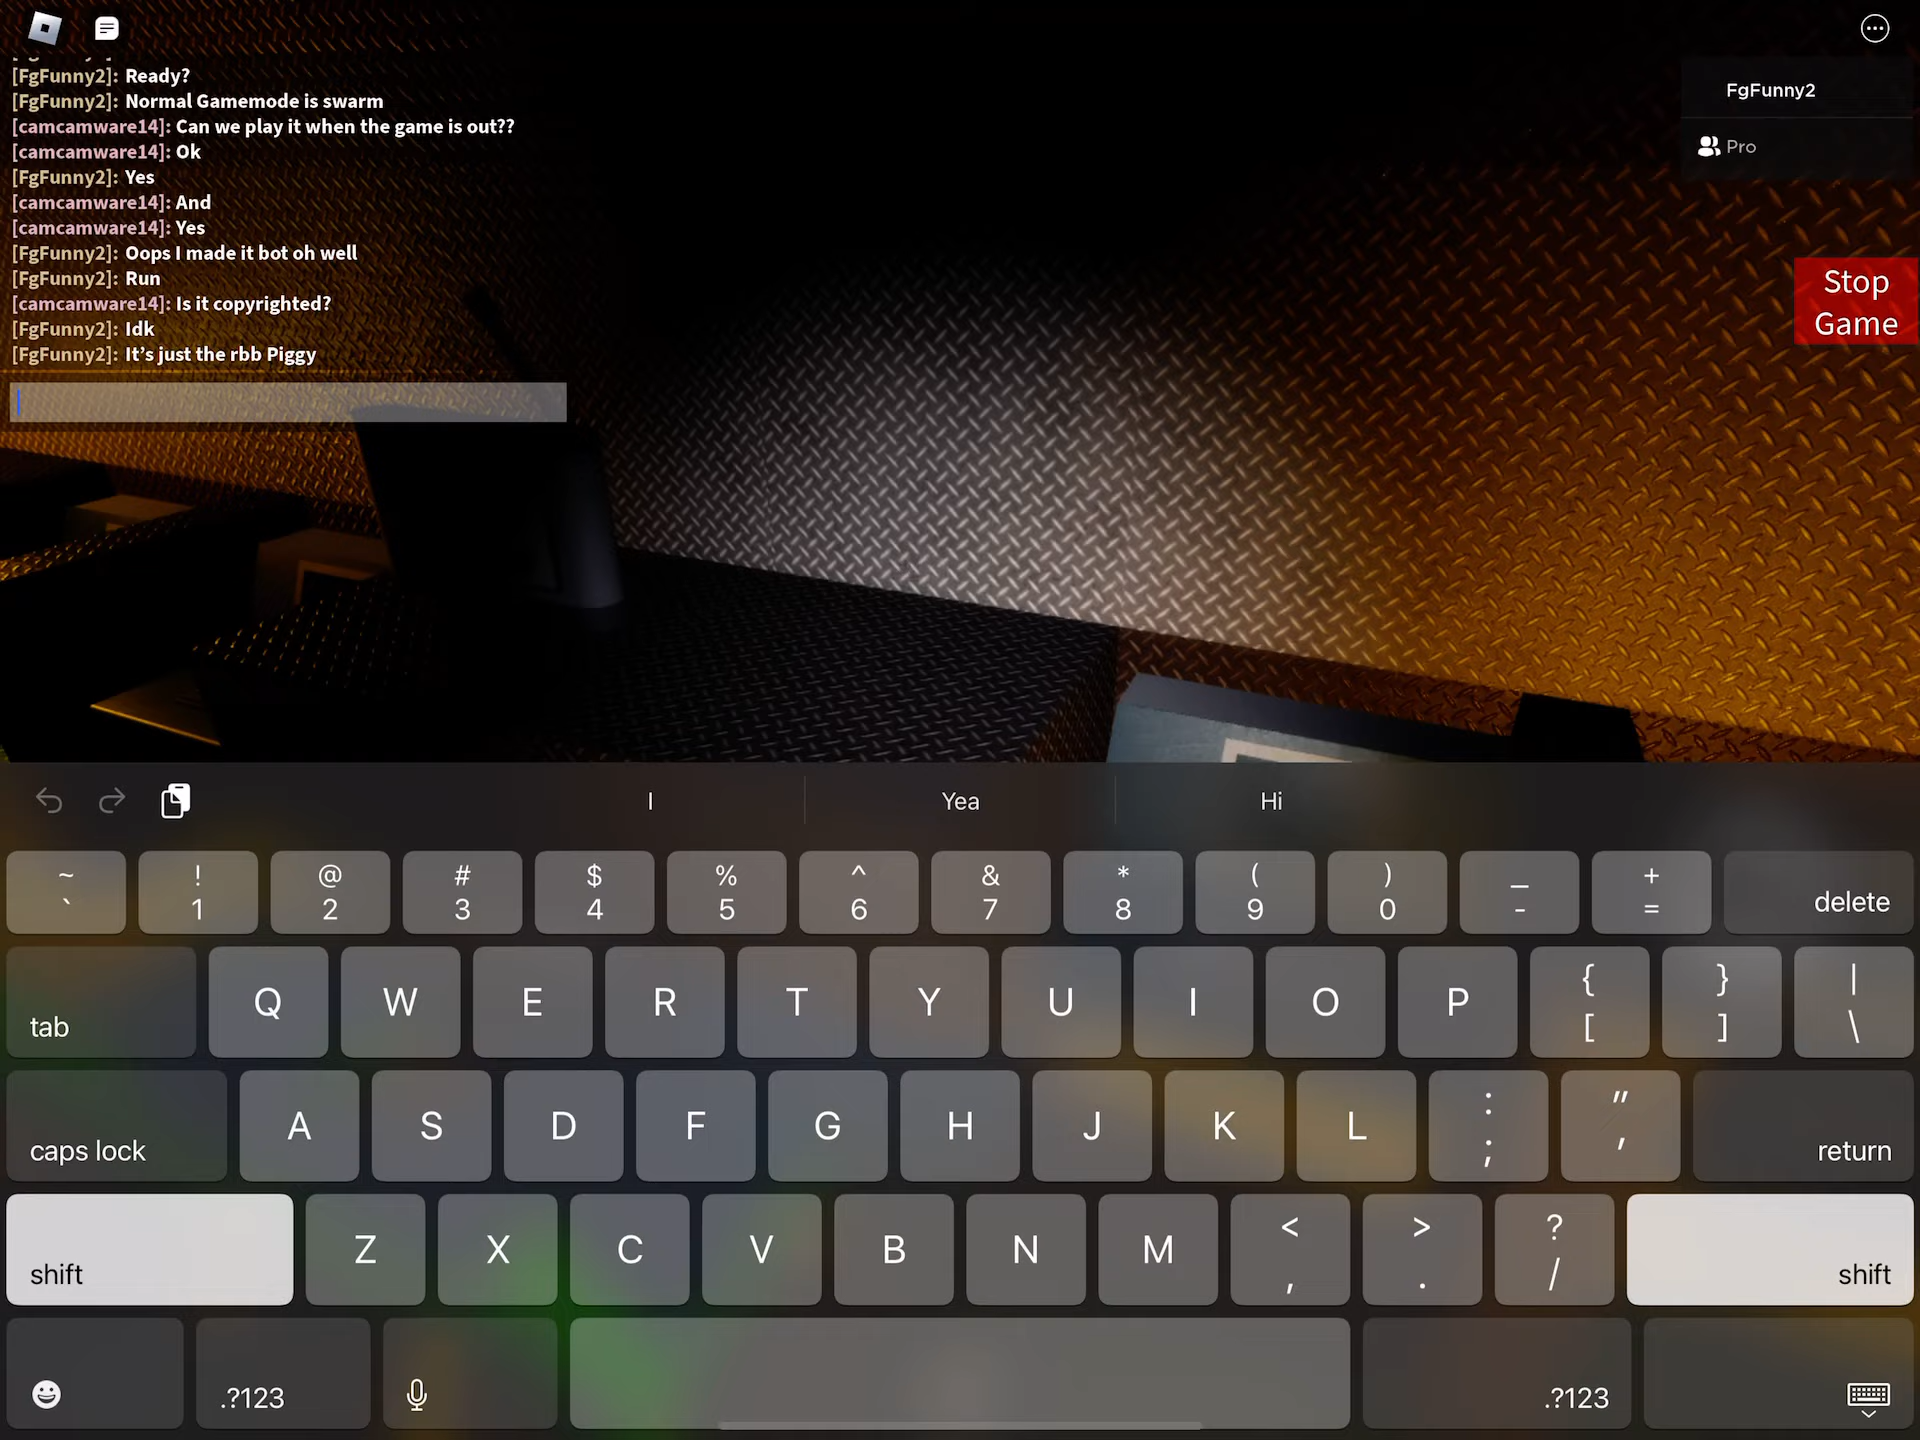 [FgFunny2]: Ready?
[FgFunny2]: Normal Gamemode is swarm
[camcamware14]: Can we play it when the game is out??
[camcamware14]: Ok
[FgFunny2]: Yes
[camcamware14]: And
[camcamware14]: Yes
[FgFunny2]: Oops I made it bot oh well
[FgFunny2]: Run
[camcamware14]: Is it copyrighted?
[FgFunny2]: Idk
[FgFunny2]: It's just the rbb Piggy
FgFunny2
Pro
Stop
Game
I Yea Hi
~ ! @ # $ % ^ & * ( ) _ +
` 1 2 3 4 5 6 7 8 9 0 - = delete
tab Q W E R T Y U I O P { [ } ] | \
caps lock A S D F G H J K L : ; " ' return
shift Z X C V B N M < , > . ? / shift
.?123 .?123